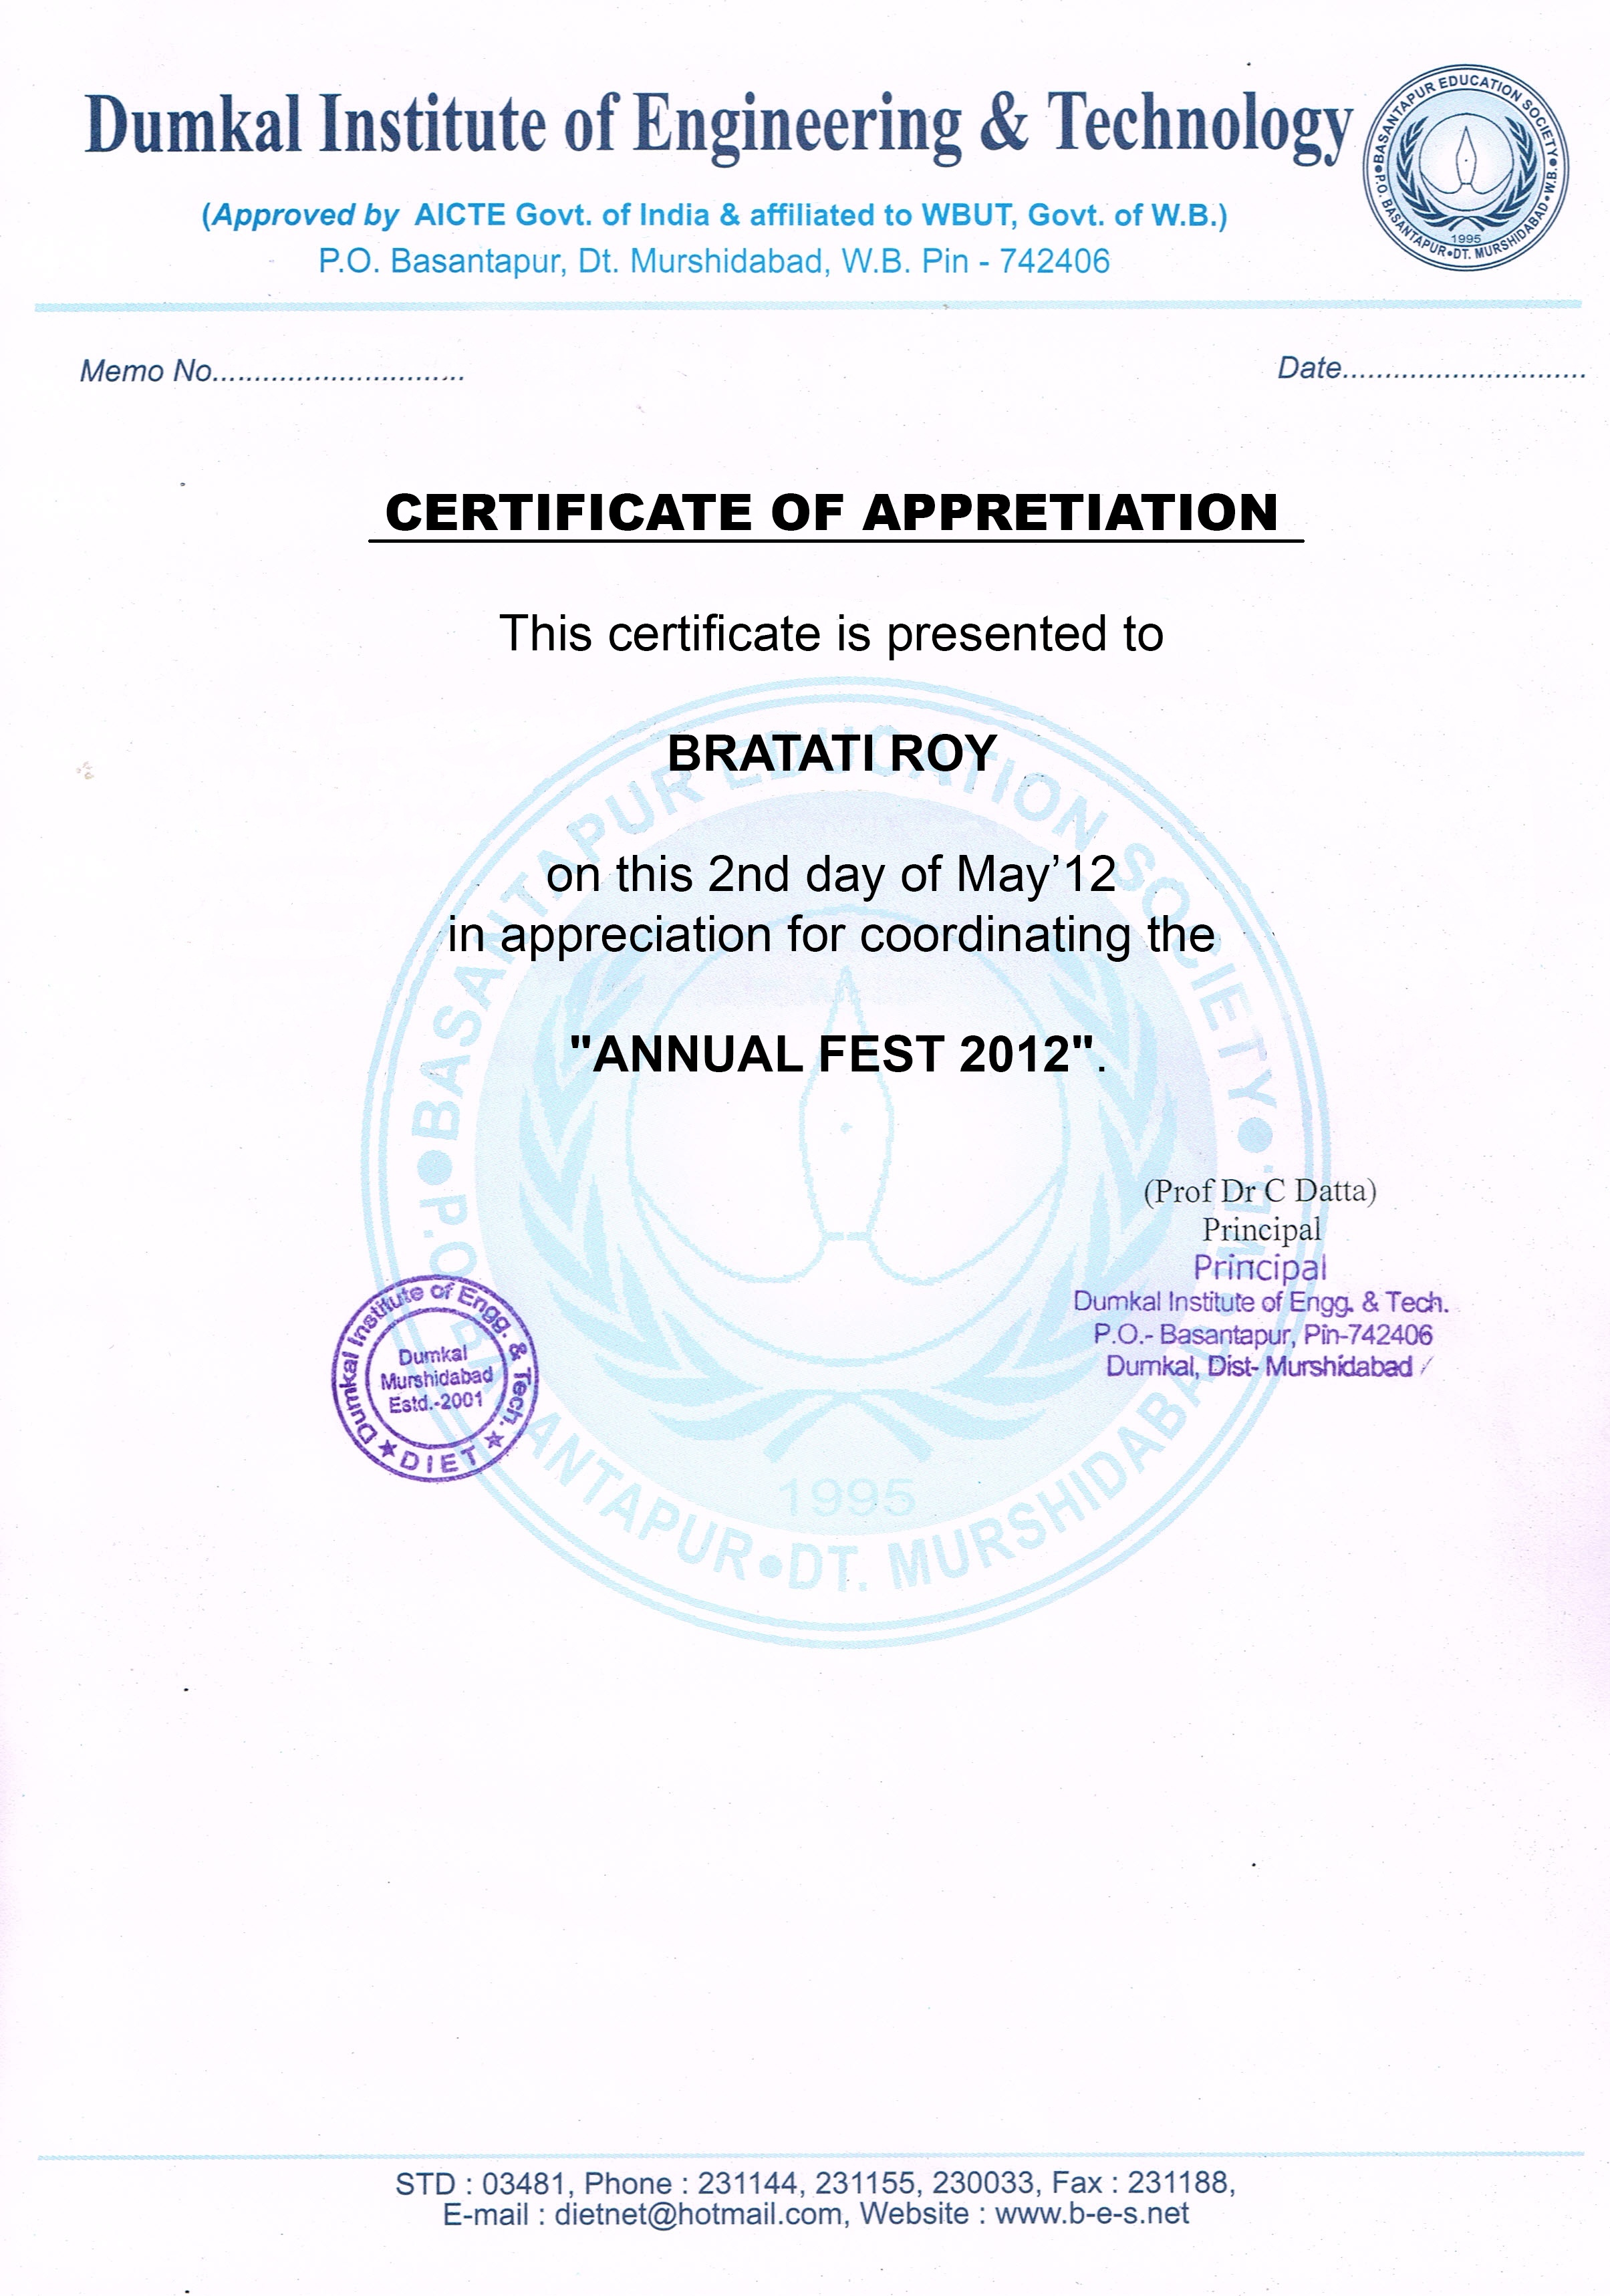 Dumkal Institute of Engineering & Technology
BASANTAPUR EDUCATION SOCIETY
P.O. BASANTAPUR•DT. MURSHIDABAD•W.B.
1995
(Approved by AICTE Govt. of India & affiliated to WBUT, Govt. of W.B.)
P.O. Basantapur, Dt. Murshidabad, W.B. Pin - 742406
Memo No..............................
Date.............................
CERTIFICATE OF APPRETIATION
This certificate is presented to
BRATATI ROY
on this 2nd day of May’12
in appreciation for coordinating the
"ANNUAL FEST 2012".
BASANTAPUR EDUCATION SOCIETY
DT. MURSHIDABAD
1995
(Prof Dr C Datta)
Principal
Principal
Dumkal Institute of Engg. & Tech.
P.O.- Basantapur, Pin-742406
Dumkal, Dist- Murshidabad
Dumkal Institute of Engg. & Tech.
Dumkal
Murshidabad
Estd.-2001
DIET
STD : 03481, Phone : 231144, 231155, 230033, Fax : 231188,
E-mail : dietnet@hotmail.com, Website : www.b-e-s.net